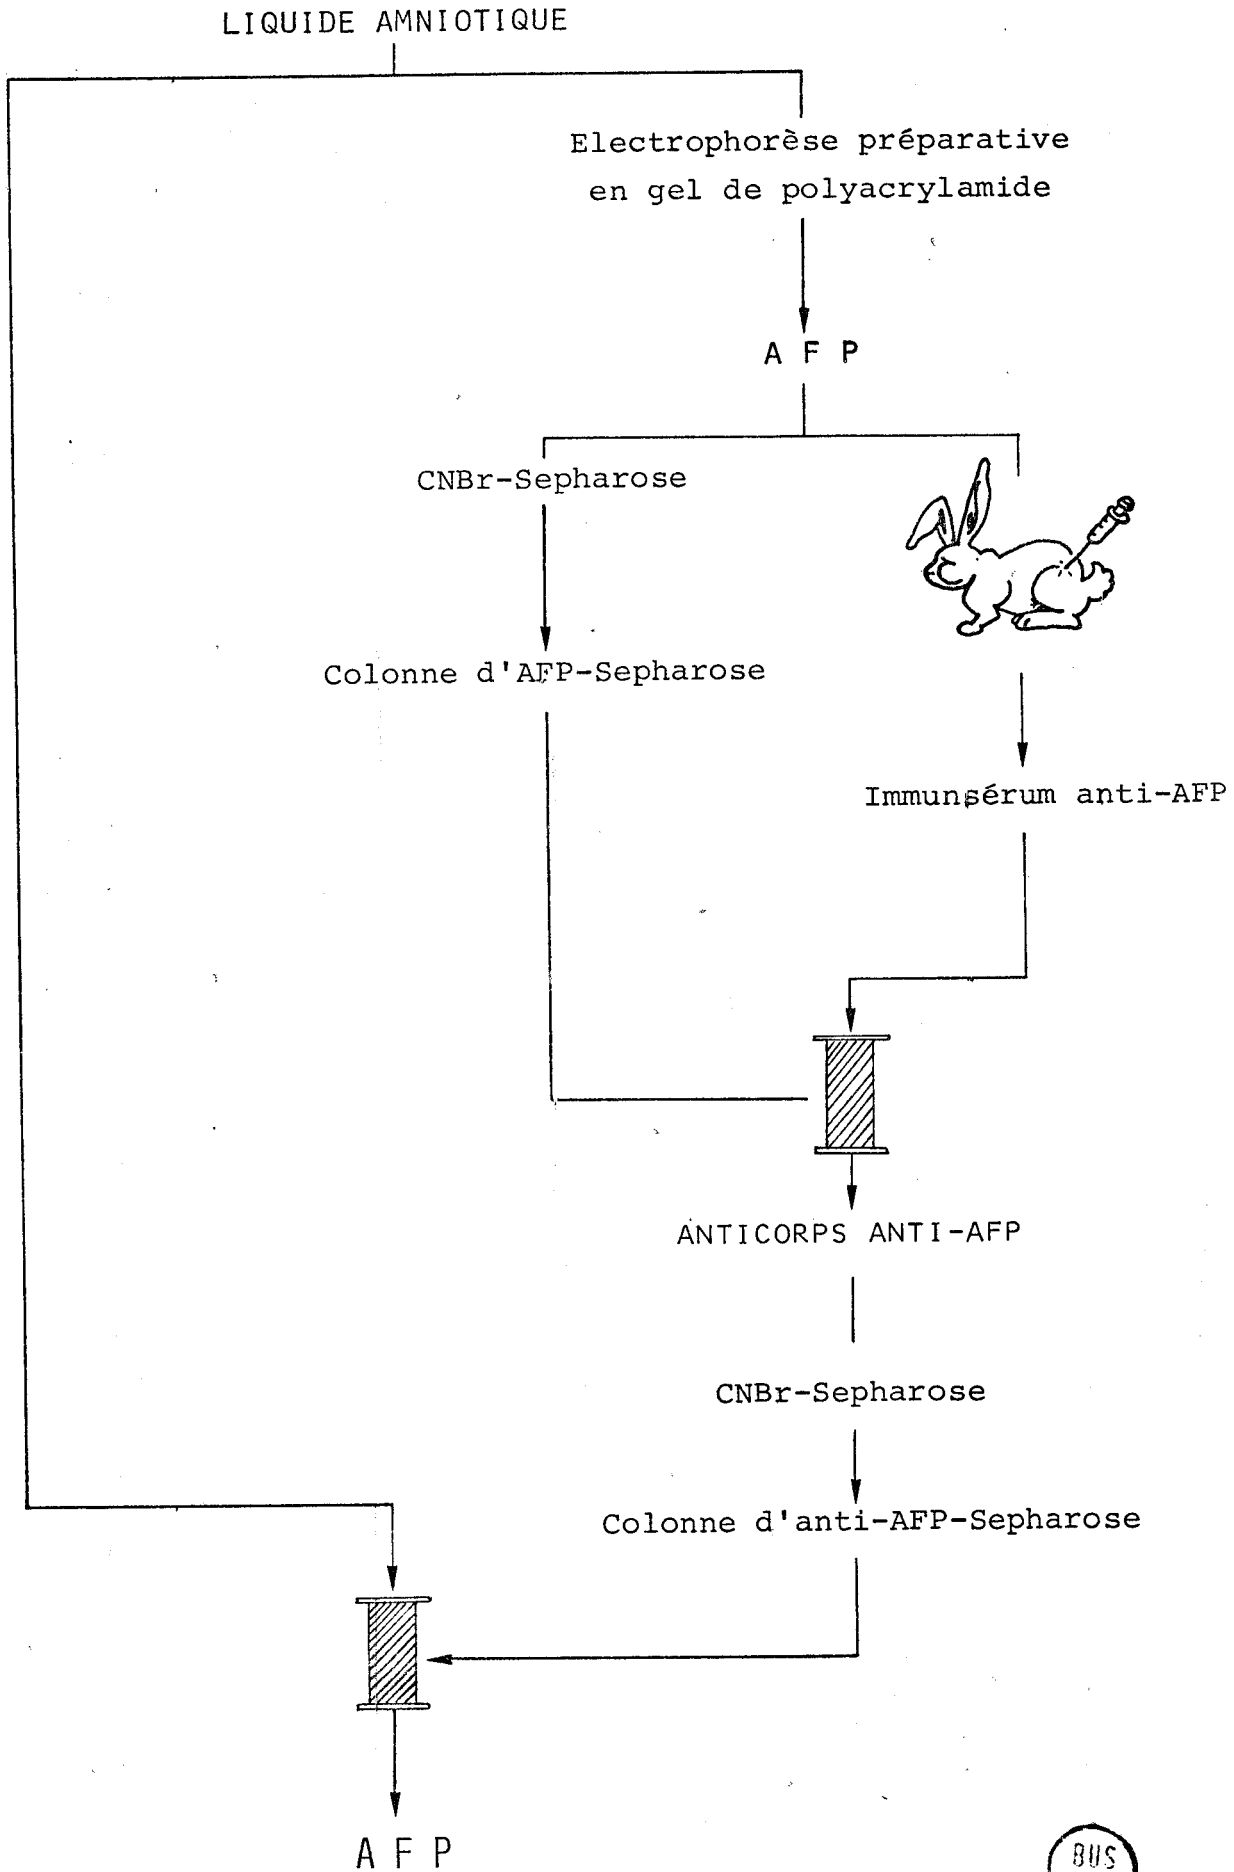 LIQUIDE AMNIOTIQUE
Electrophorèse préparative
en gel de polyacrylamide
A F P
CNBr-Sepharose
Colonne d'AFP-Sepharose
Immunsérum anti-AFP
ANTICORPS ANTI-AFP
CNBr-Sepharose
Colonne d'anti-AFP-Sepharose
A F P
BUS